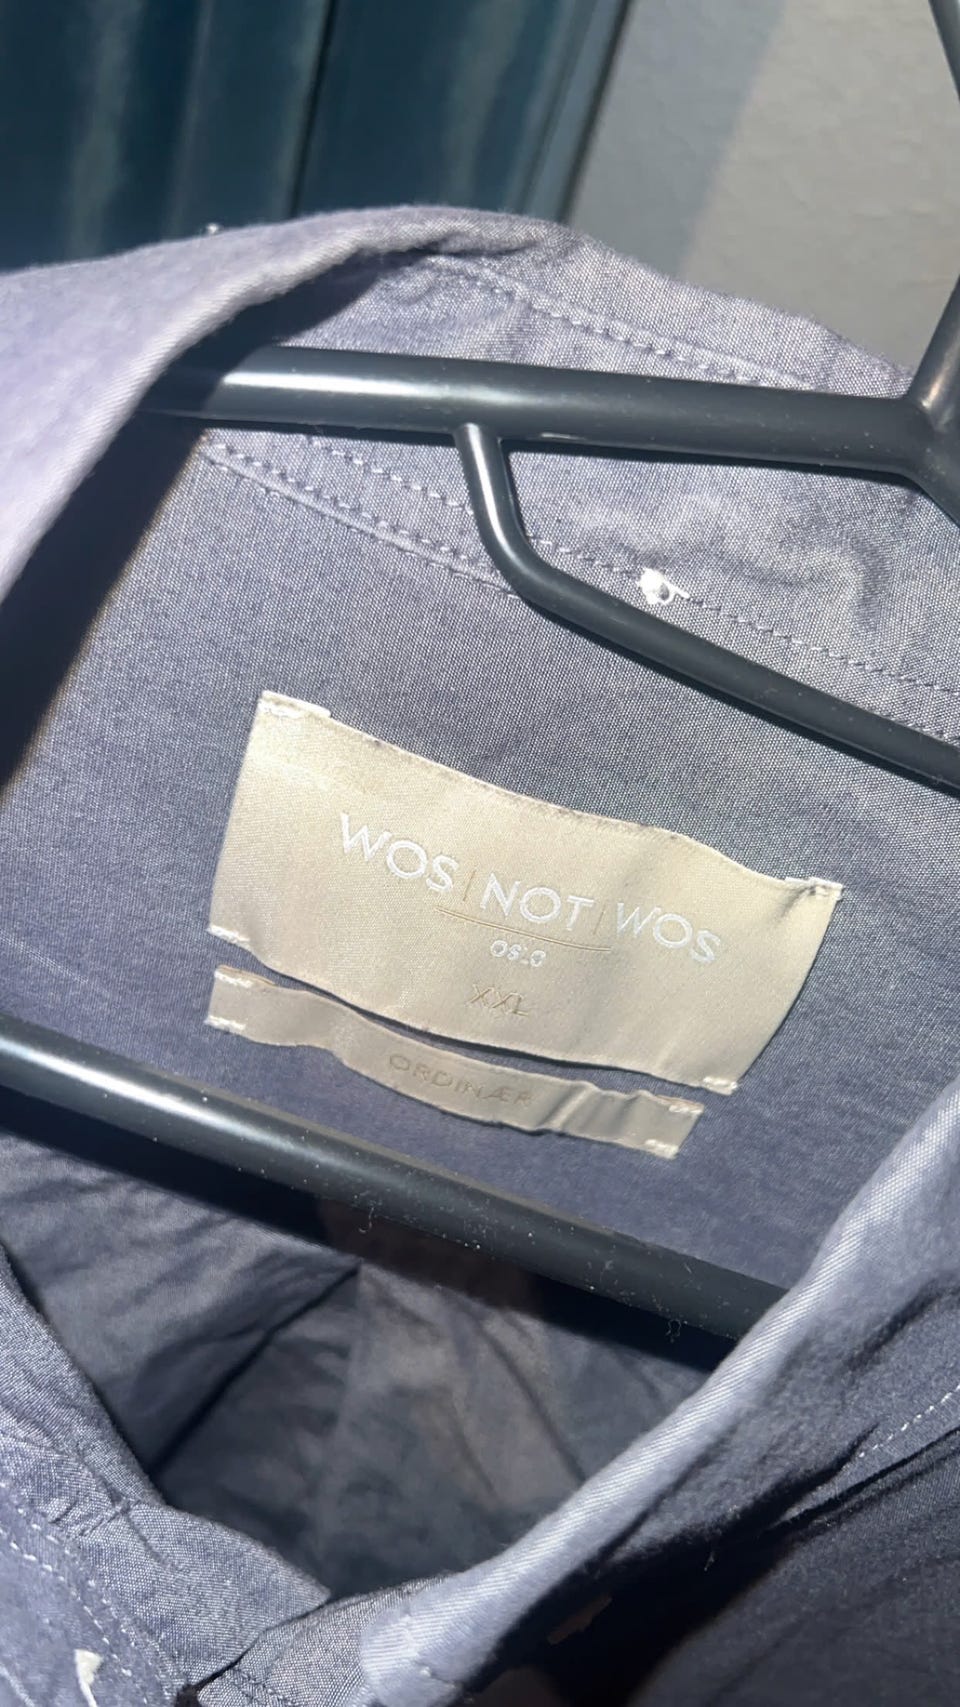 WOS | NOT | WOS
OSLO
XXL
ORDINÆR